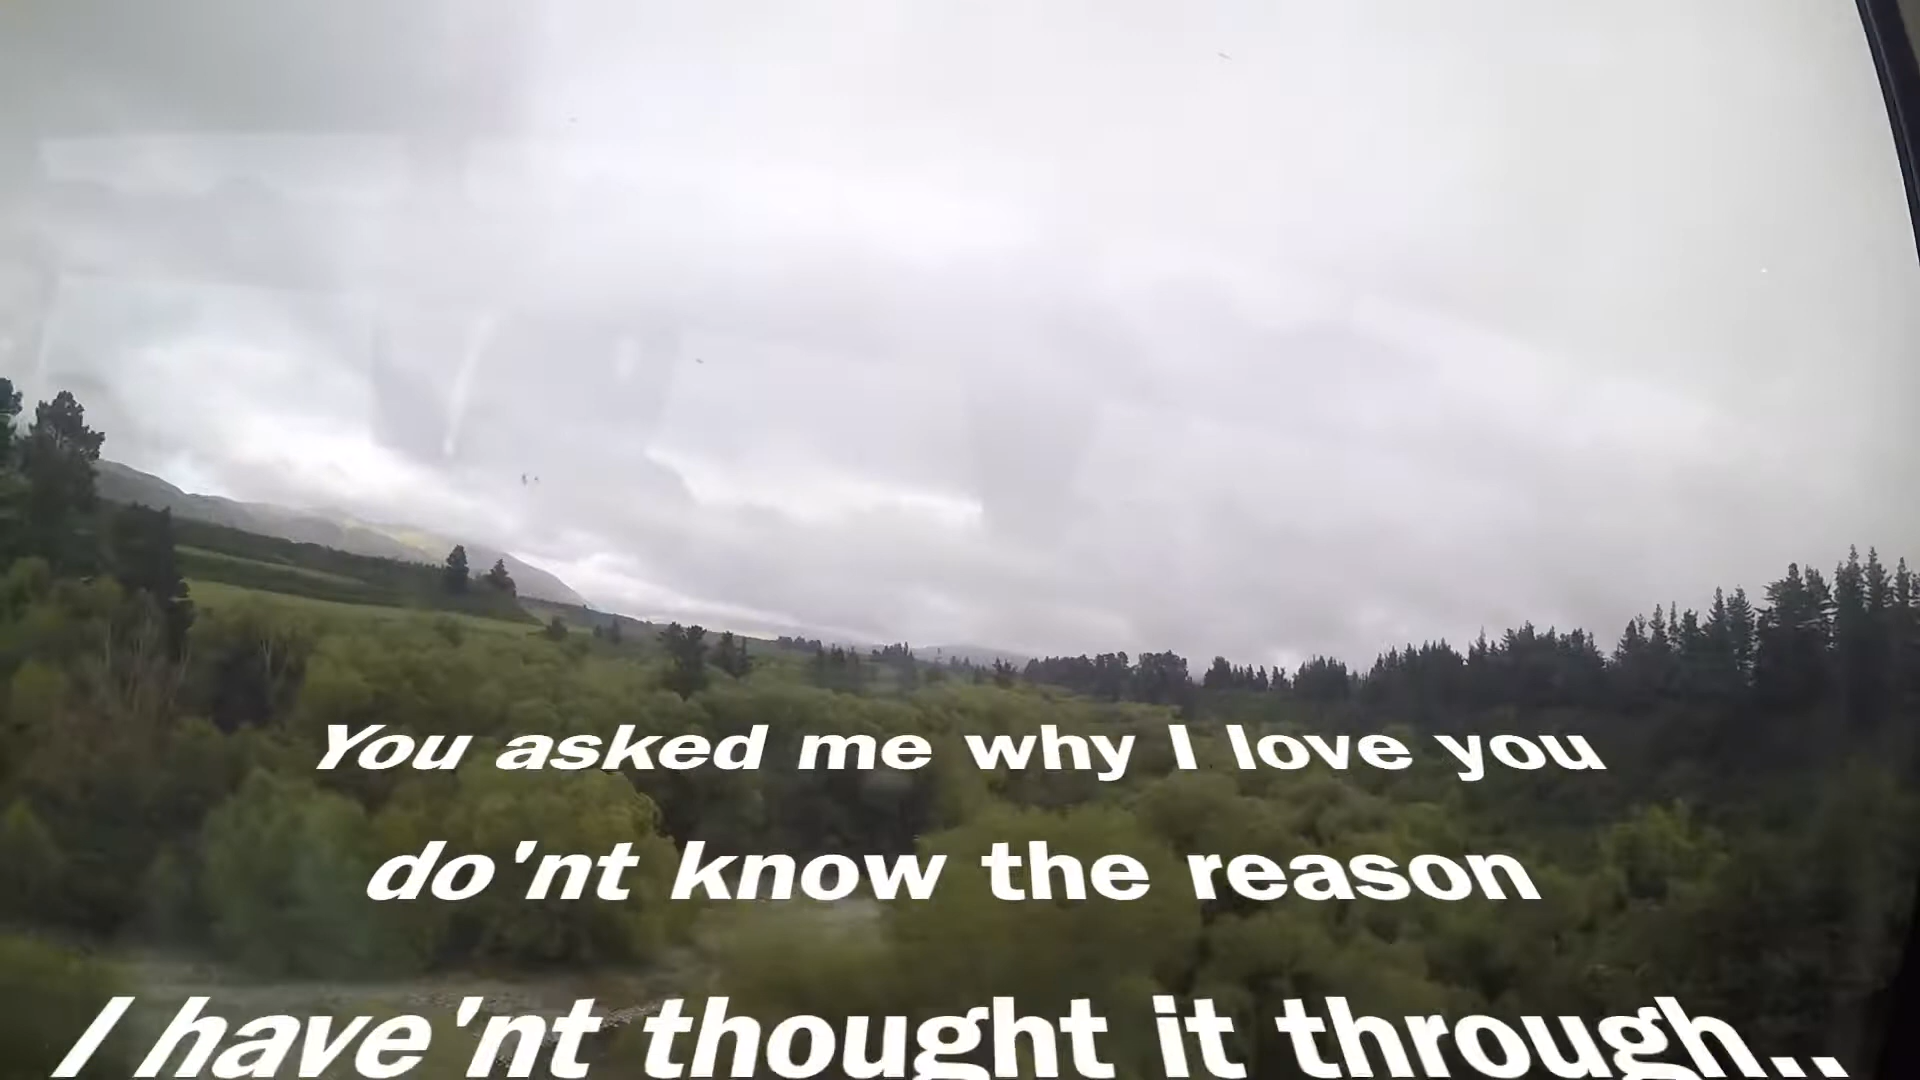 You asked me why I love you
do'nt know the reason
I have'nt thought it through..